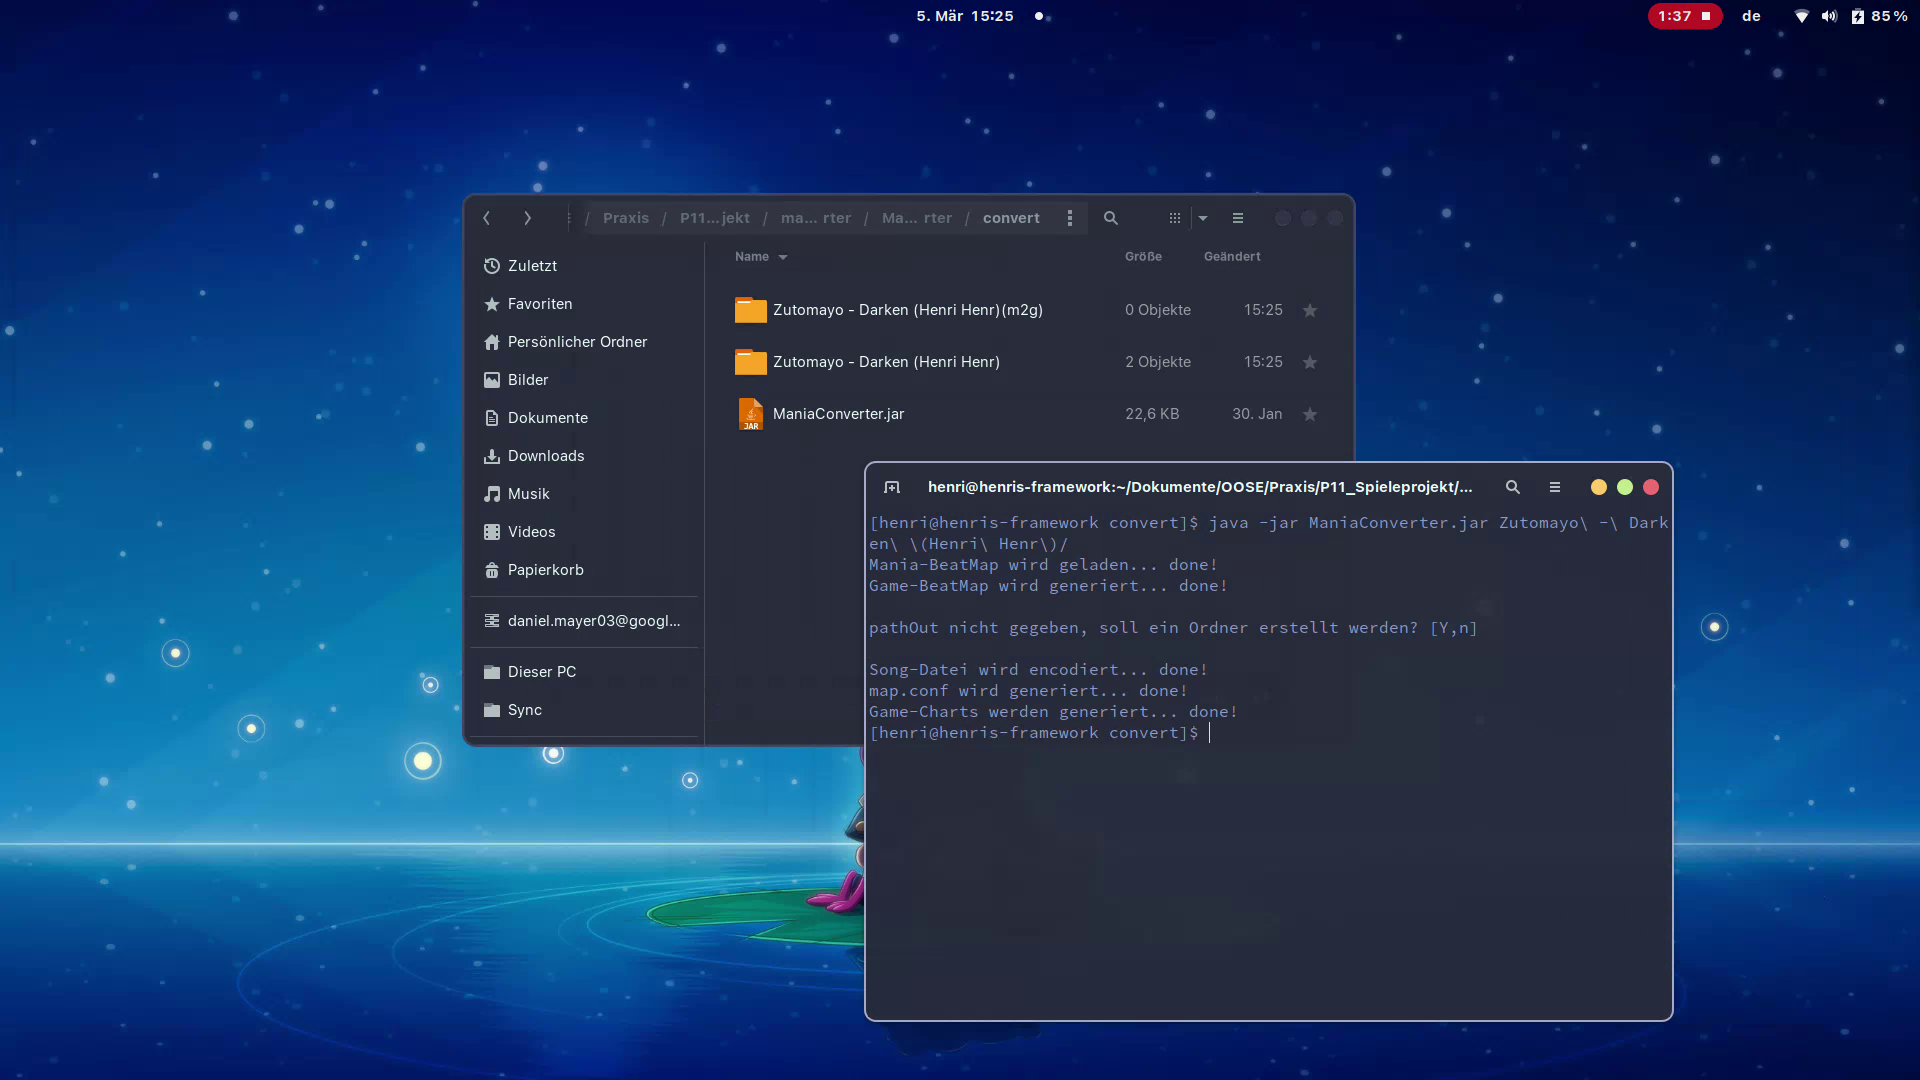 5. Mär 15:25
1:37
de
85%
/ Praxis / P11...jekt / ma... rter / Ma... rter / convert
Zuletzt
Favoriten
Persönlicher Ordner
Bilder
Dokumente
Downloads
Musik
Videos
Papierkorb
daniel.mayer03@googl...
Dieser PC
Sync
Name Größe Geändert
Zutomayo - Darken (Henri Henr)(m2g) 0 Objekte 15:25
Zutomayo - Darken (Henri Henr) 2 Objekte 15:25
JAR
ManiaConverter.jar 22,6 KB 30. Jan
henri@henris-framework:~/Dokumente/OOSE/Praxis/P11_Spieleprojekt/...
[henri@henris-framework convert]$ java -jar ManiaConverter.jar Zutomayo\ -\ Dark
en\ \(Henri\ Henr\)/
Mania-BeatMap wird geladen... done!
Game-BeatMap wird generiert... done!
pathOut nicht gegeben, soll ein Ordner erstellt werden? [Y,n]
Song-Datei wird encodiert... done!
map.conf wird generiert... done!
Game-Charts werden generiert... done!
[henri@henris-framework convert]$